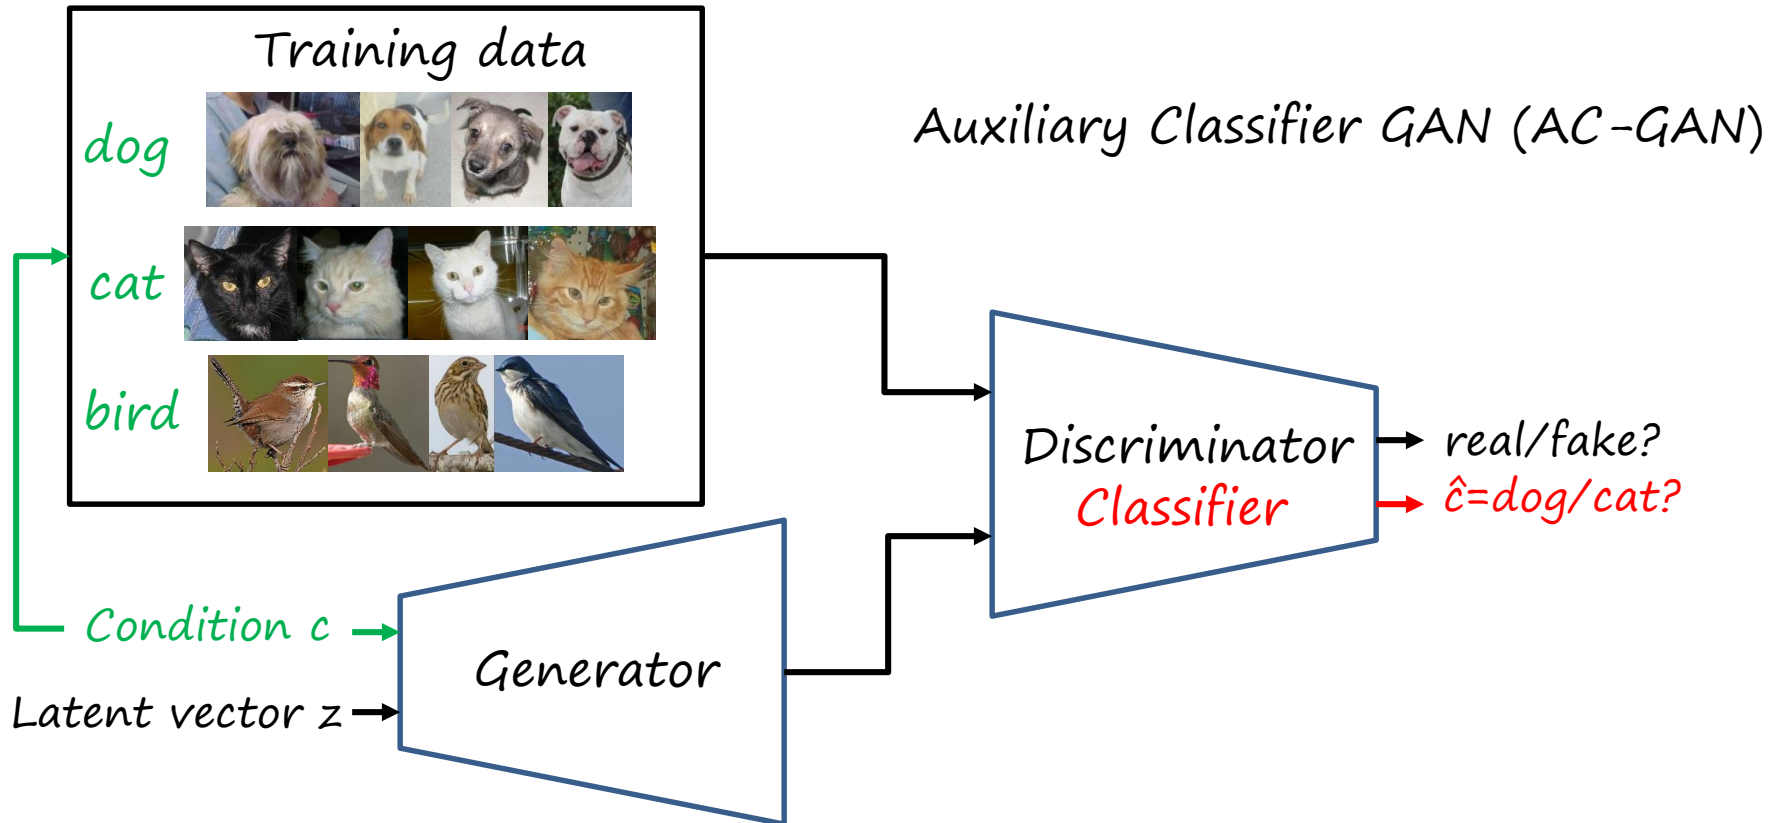 Training data
Auxiliary Classifier GAN (AC-GAN)
dog
cat
bird
Discriminator
Classifier
real/fake?
ĉ=dog/cat?
Condition c
Generator
Latent vector z